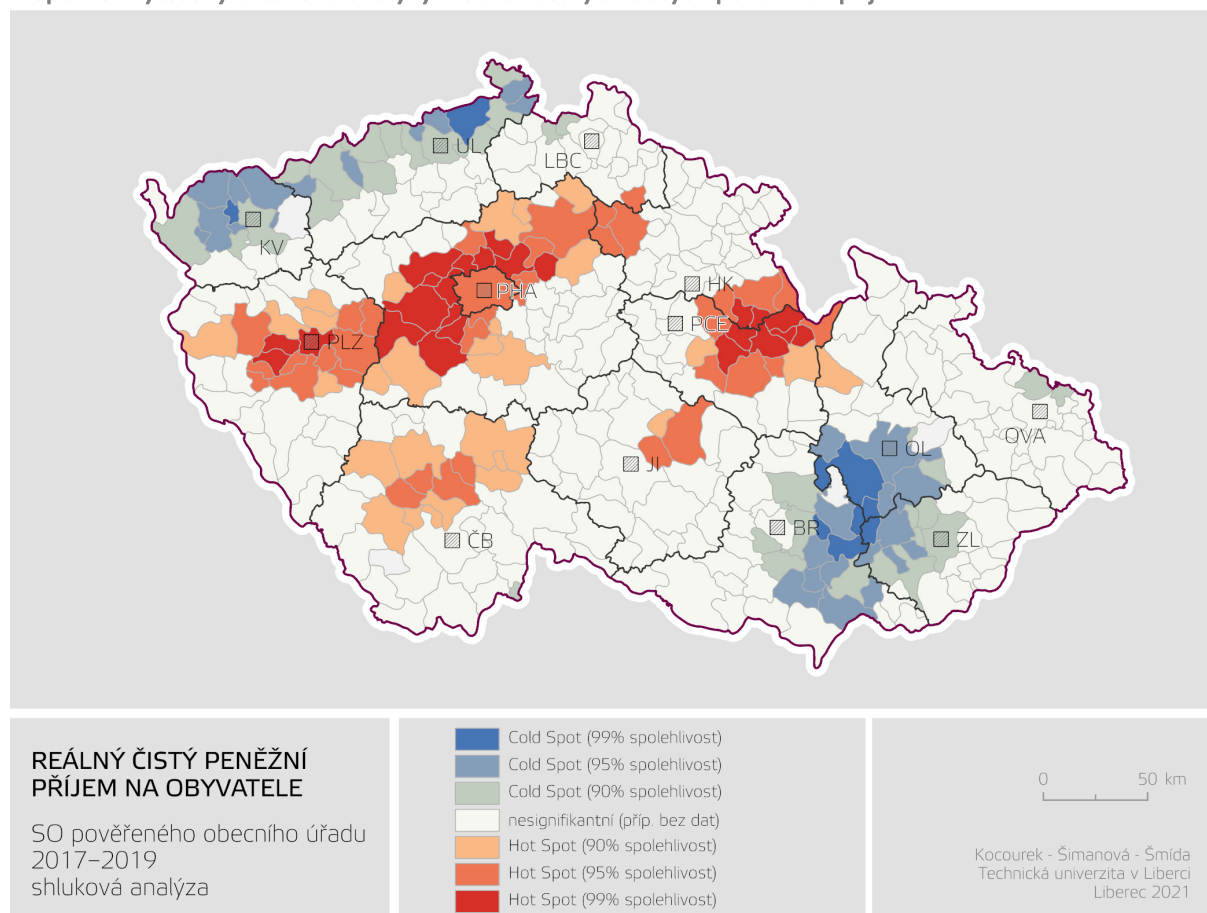 UL
LBC
KV
PHA
HK
PCE
PLZ
OVA
OL
JI
BR
ZL
ČB
REÁLNÝ ČISTÝ PENĚŽNÍ
PŘÍJEM NA OBYVATELE
SO pověřeného obecního úřadu
2017–2019
shluková analýza
Cold Spot (99% spolehlivost)
Cold Spot (95% spolehlivost)
Cold Spot (90% spolehlivost)
nesignifikantní (příp. bez dat)
Hot Spot (90% spolehlivost)
Hot Spot (95% spolehlivost)
Hot Spot (99% spolehlivost)
0 50 km
Kocourek - Šimanová - Šmída
Technická univerzita v Liberci
Liberec 2021